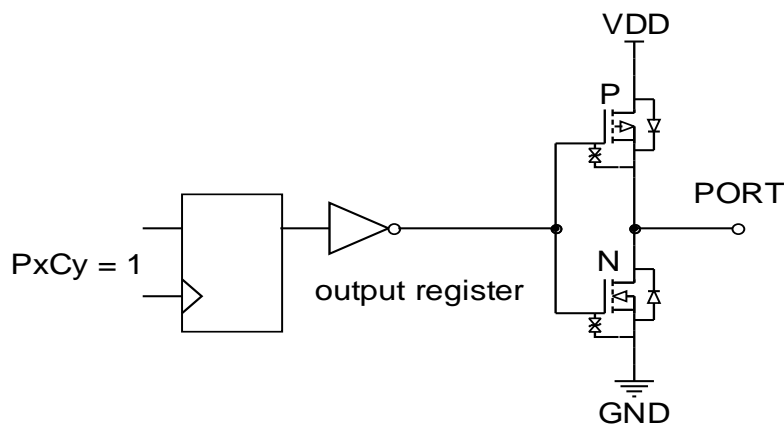 VDD
P
PORT
PxCy = 1
N
output register
GND